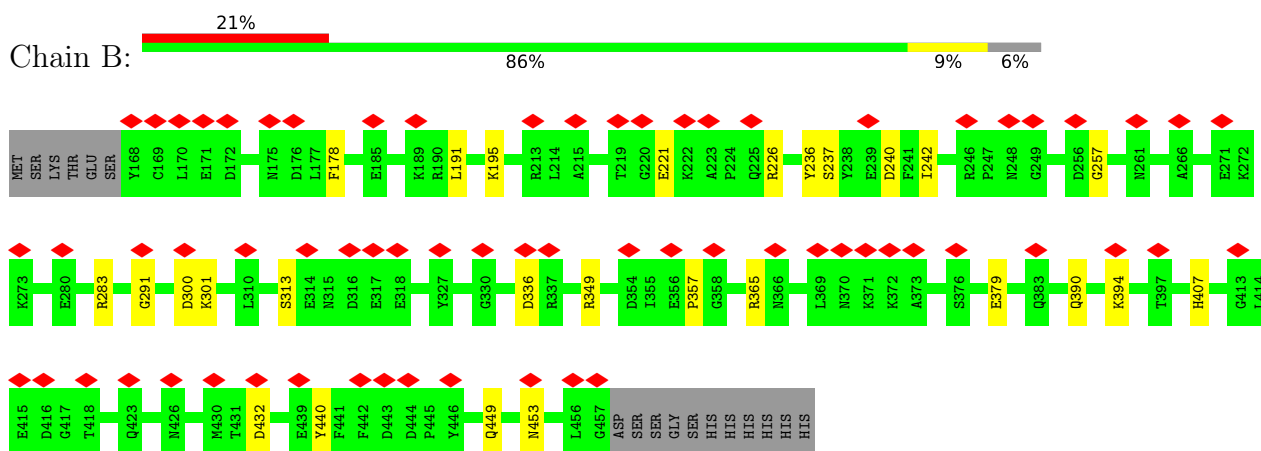 21%
Chain B:
86% 9% 6%
MET SER LYS THR GLU SER Y168 C169 L170 E171 D172 N175 D176 L177 F178 E185 K189 R190 L191 K195 R213 L214 A215 T219 G220 E221 K222 A223 P224 Q225 R226 Y236 S237 Y238 E239 D240 F241 I242 R246 P247 N248 G249 D256 G257 N261 A266 E271 K272
K273 E280 R283 G291 D300 K301 L310 S313 E314 N315 D316 E317 E318 Y327 G330 D336 R337 R349 D354 I355 E356 P357 G358 R365 N366 L369 N370 K371 K372 A373 S376 E379 Q383 Q390 K394 T397 H407 G413 L414
E415 D416 G417 T418 Q423 N426 M430 T431 D432 E439 Y440 F441 F442 D443 D444 P445 Y446 Q449 N453 L456 G457 ASP SER SER GLY SER HIS HIS HIS HIS HIS HIS